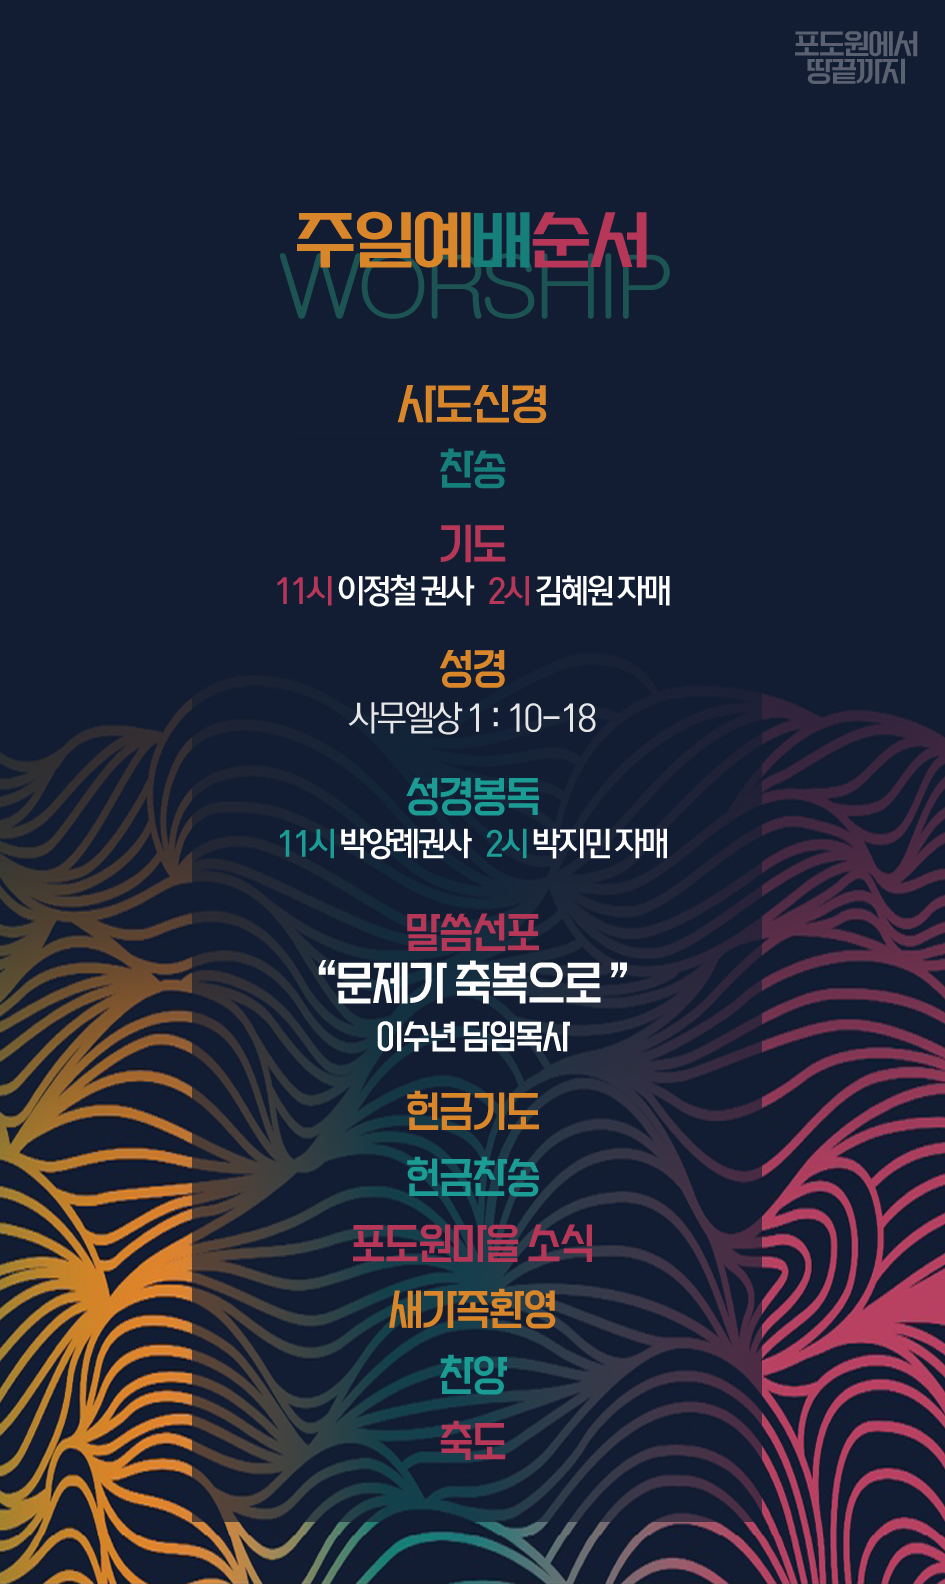 포도원에서
땅끝까지
주일예배순서
WORSHIP
사도신경
찬송
기도
11시 이정철 권사 2시 김혜원 자매
성경
사무엘상 1 : 10-18
성경봉독
11시 박양례권사 2시 박지민 자매
말씀선포
“문제가 축복으로 ”
이수년 담임목사
헌금기도
헌금찬송
포도원마을 소식
새가족환영
찬양
축도